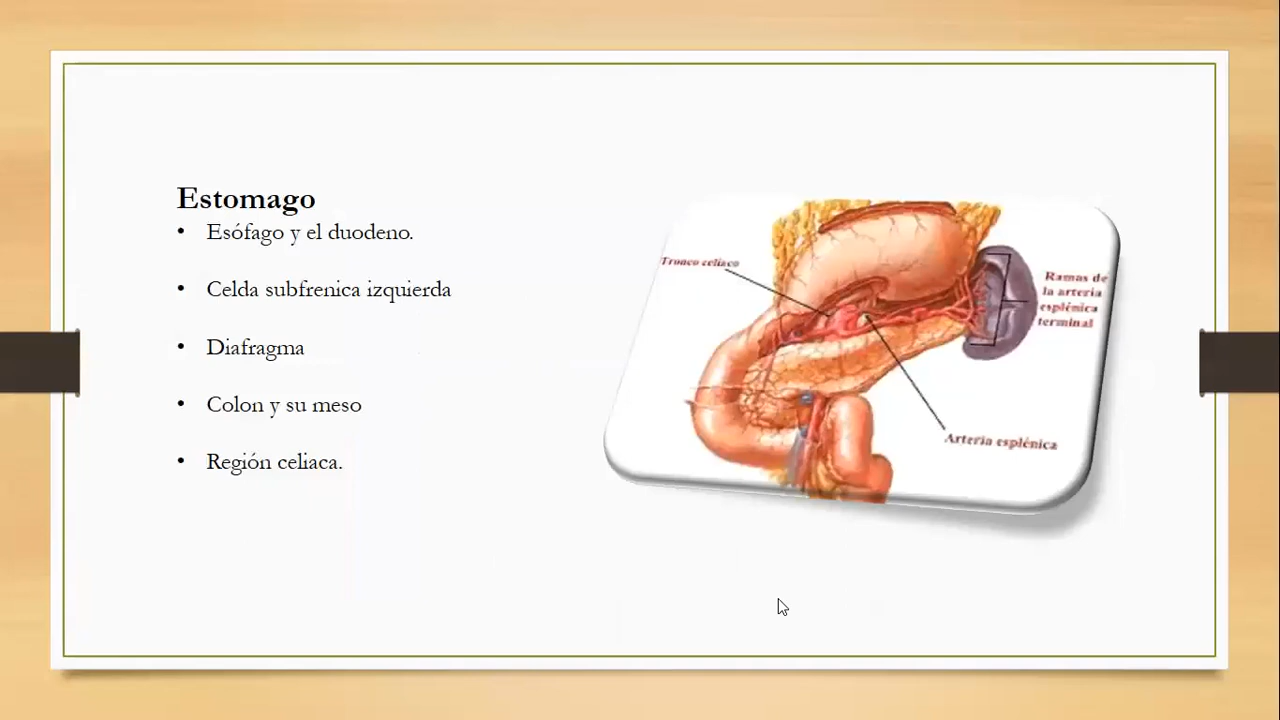 Estomago
• Esófago y el duodeno.
• Celda subfrenica izquierda
• Diafragma
• Colon y su meso
• Región celiaca.
Tronco celíaco
Ramas de
la arteria
esplénica
terminal
Arteria esplénica